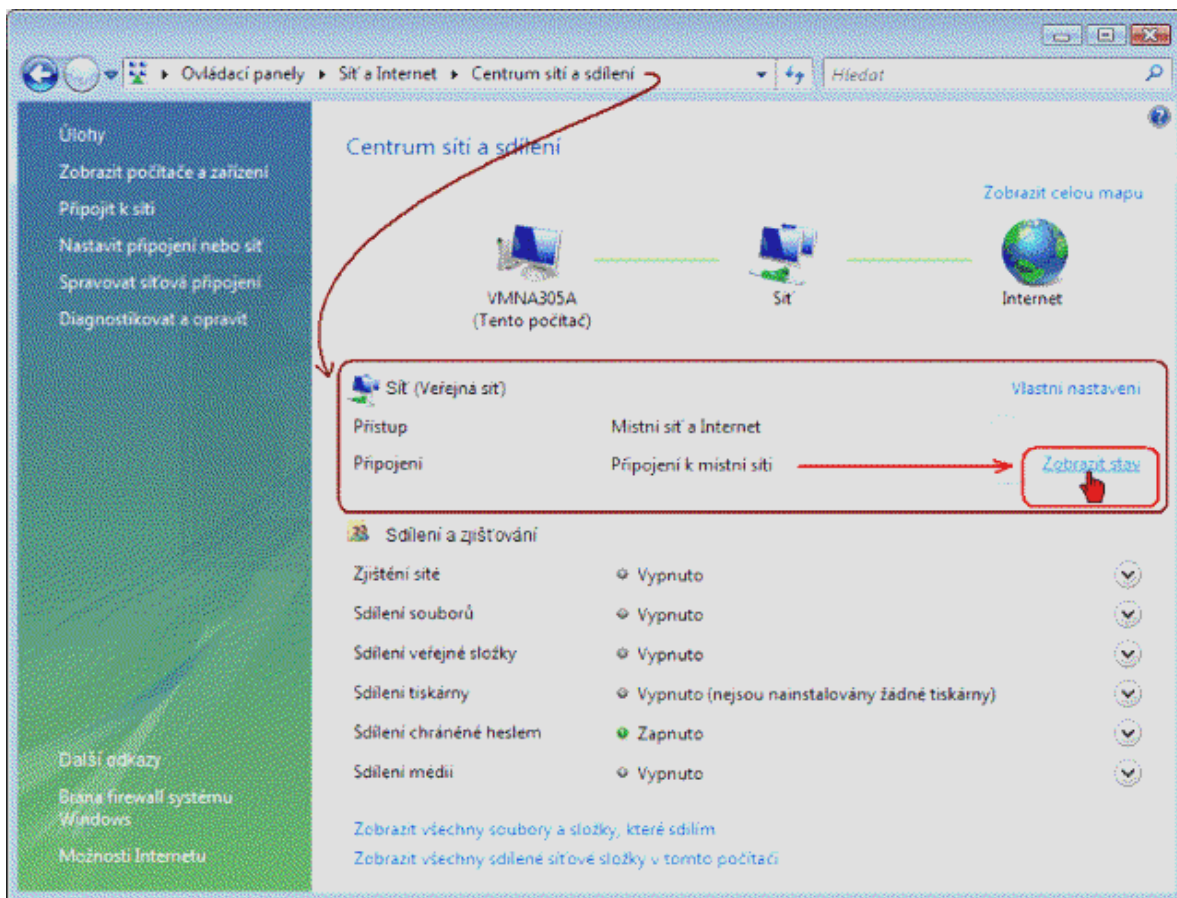 Ovládací panely ▸ Síť a Internet ▸ Centrum sítí a sdílení
Hledat
Úlohy
Zobrazit počítače a zařízení
Připojit k síti
Nastavit připojení nebo síť
Spravovat síťová připojení
Diagnostikovat a opravit
Další odkazy
Brána firewall systému
Windows
Možnosti Internetu
Centrum sítí a sdílení
Zobrazit celou mapu
VMNA305A
(Tento počítač)
Síť
Internet
Síť (Veřejná síť)
Vlastní nastavení
Přístup Místní síť a Internet
Připojení Připojení k místní síti Zobrazit stav
Sdílení a zjišťování
Zjištění sítě Vypnuto
Sdílení souborů Vypnuto
Sdílení veřejné složky Vypnuto
Sdílení tiskárny Vypnuto (nejsou nainstalovány žádné tiskárny)
Sdílení chráněné heslem Zapnuto
Sdílení médií Vypnuto
Zobrazit všechny soubory a složky, které sdílím
Zobrazit všechny sdílené síťové složky v tomto počítači